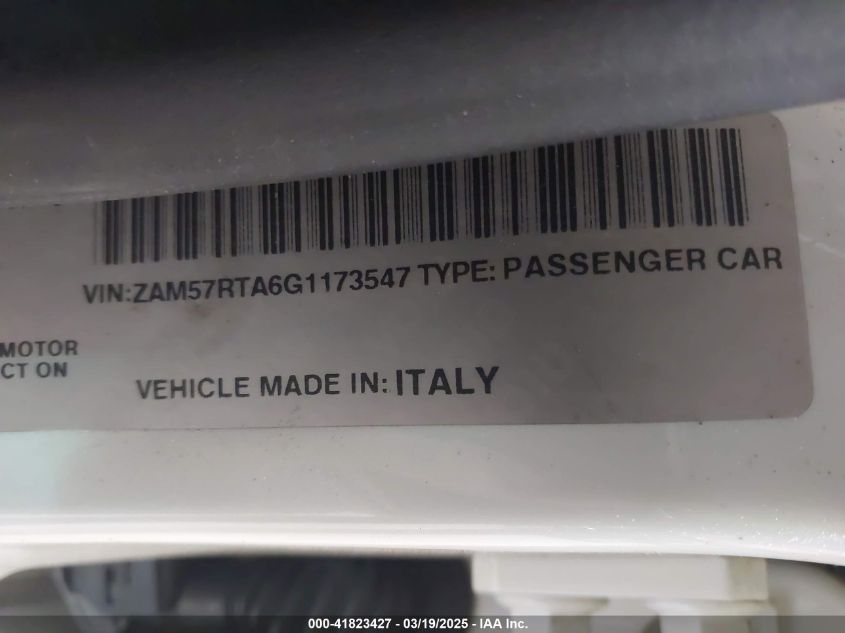 VIN:ZAM57RTA6G1173547 TYPE: PASSENGER CAR
MOTOR
CT ON
VEHICLE MADE IN: ITALY
000-41823427 - 03/19/2025 - IAA Inc.